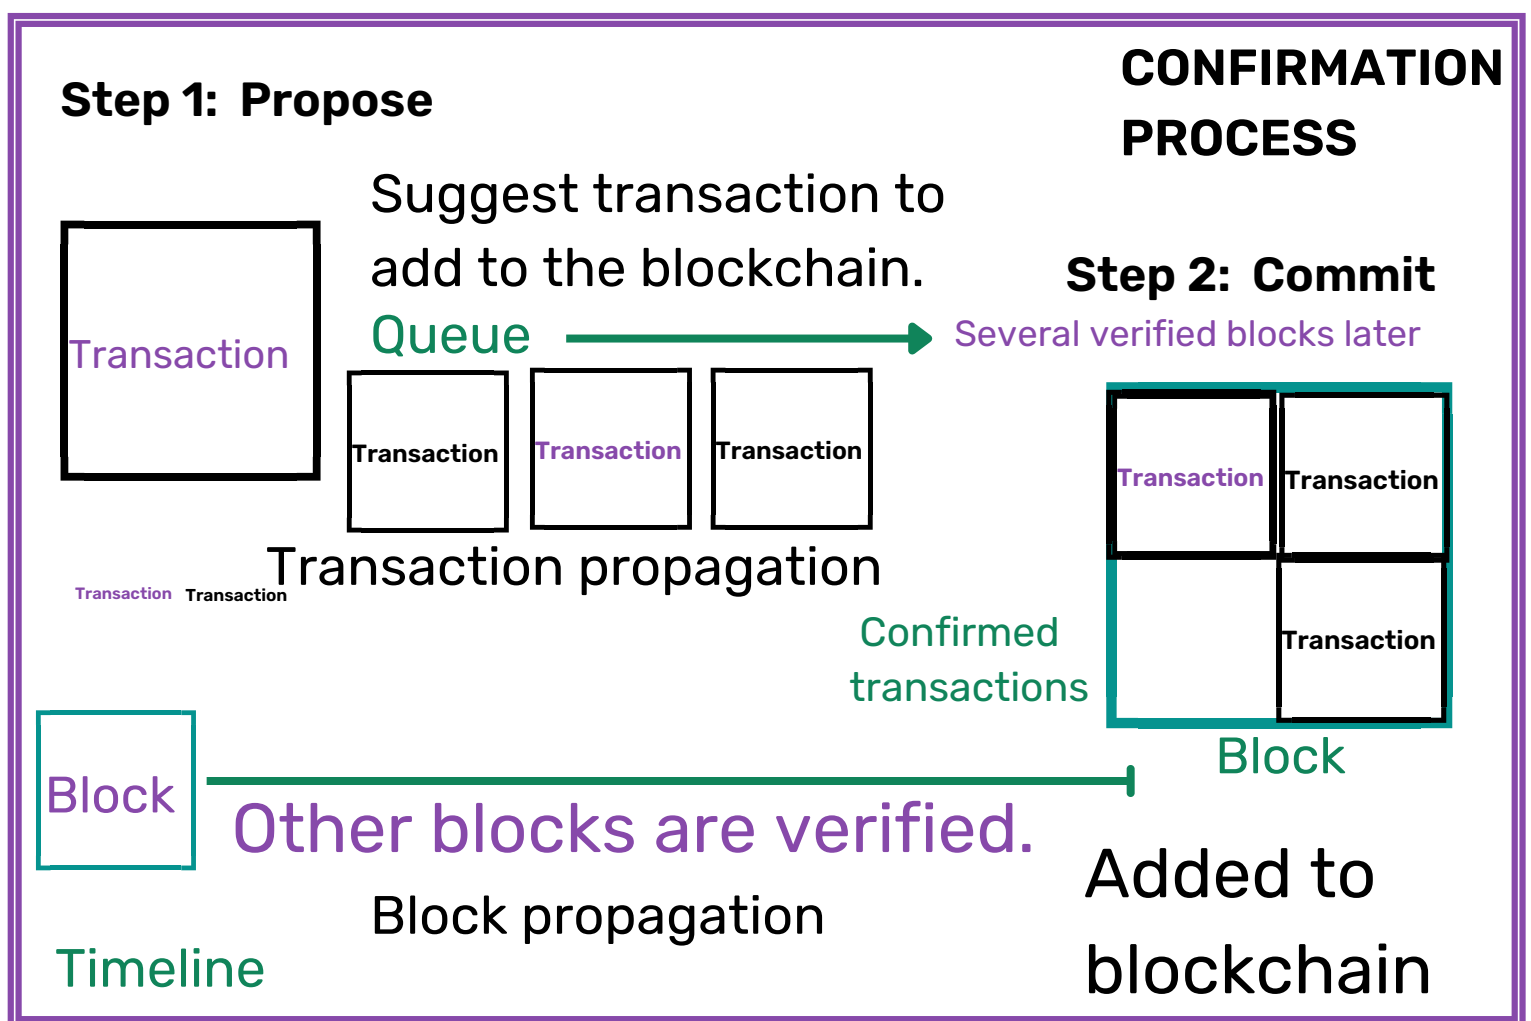 CONFIRMATION
PROCESS
Step 1: Propose
Suggest transaction to
add to the blockchain.
Step 2: Commit
Queue
Several verified blocks later
Transaction
Transaction
Transaction
Transaction
Transaction
Transaction
Transaction
Transaction propagation
Transaction
Transaction
Confirmed
transactions
Block
Block
Other blocks are verified.
Block propagation
Added to
blockchain
Timeline